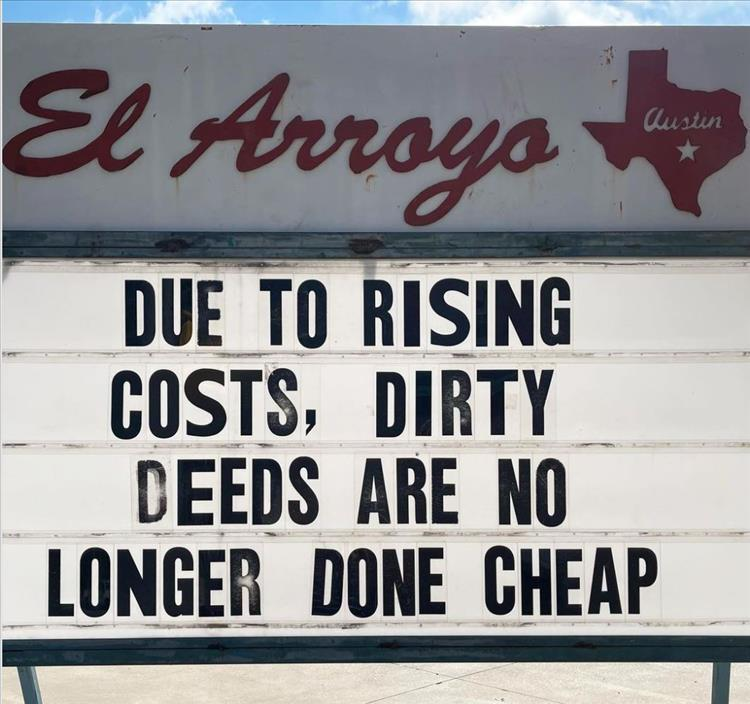 El Arroyo
Austin
DUE TO RISING
COSTS, DIRTY
DEEDS ARE NO
LONGER DONE CHEAP